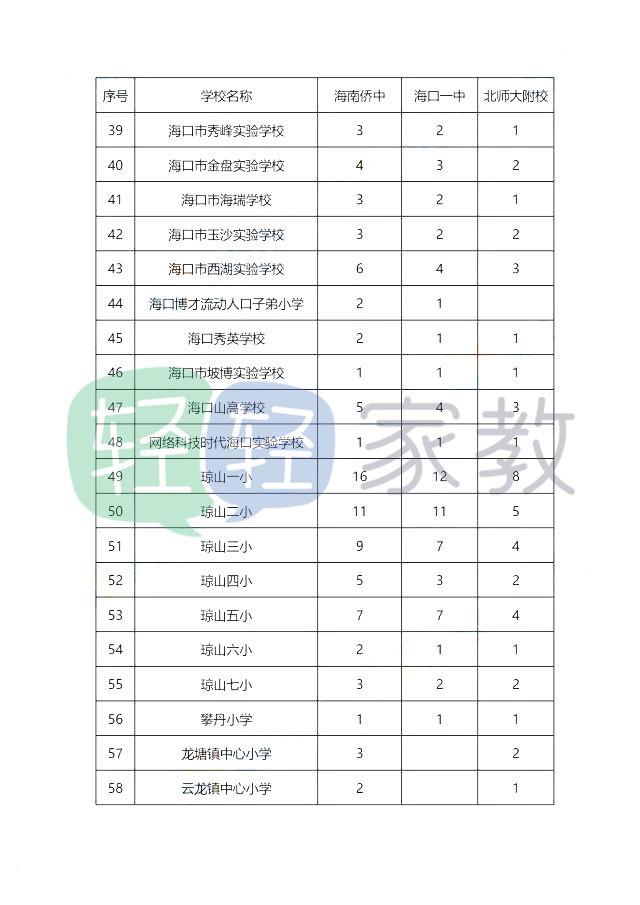 序号 学校名称 海南侨中 海口一中 北师大附校
39 海口市秀峰实验学校 3 2 1
40 海口市金盘实验学校 4 3 2
41 海口市海瑞学校 3 2 1
42 海口市玉沙实验学校 3 2 2
43 海口市西湖实验学校 6 4 3
44 海口博才流动人口子弟小学 2 1
45 海口秀英学校 2 1 1
46 海口市坡博实验学校 1 1 1
47 海口山高学校 5 4 3
48 网络科技时代海口实验学校 1 1 1
49 琼山一小 16 12 8
50 琼山二小 11 11 5
51 琼山三小 9 7 4
52 琼山四小 5 3 2
53 琼山五小 7 7 4
54 琼山六小 2 1 1
55 琼山七小 3 2 2
56 攀丹小学 1 1 1
57 龙塘镇中心小学 3 2
58 云龙镇中心小学 2 1
轻轻家教